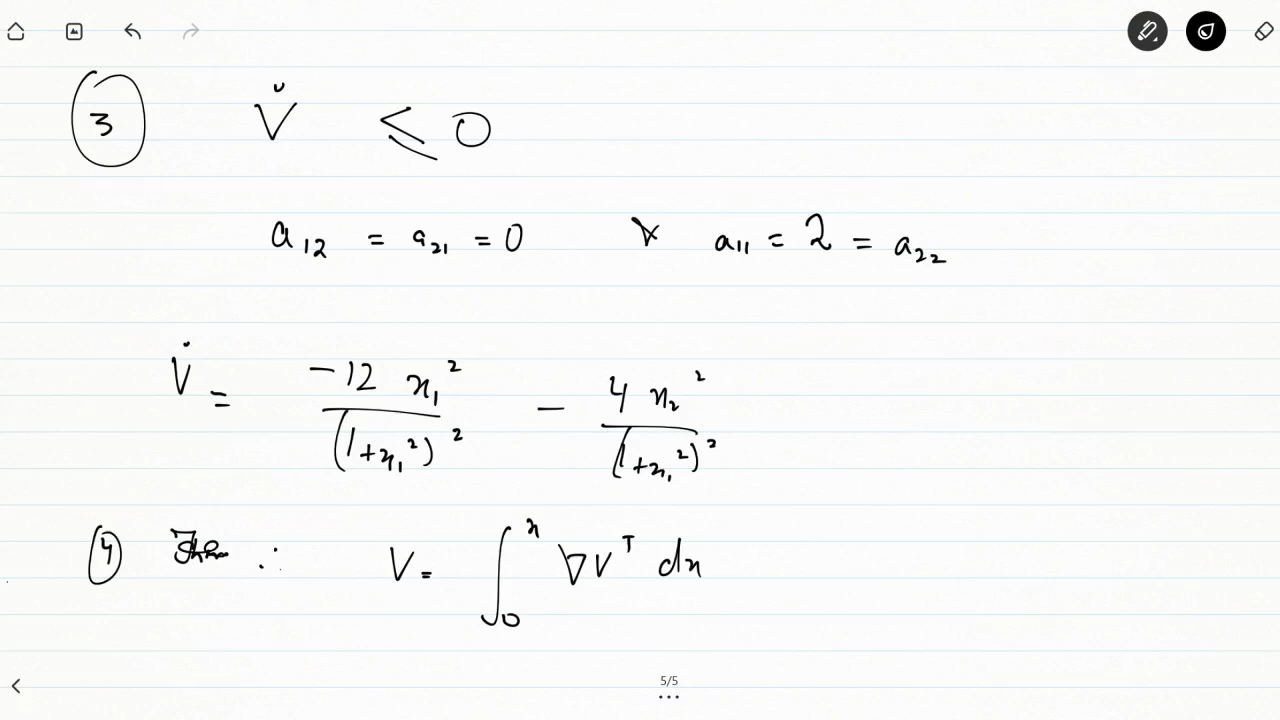 ③ V̇ ≤ 0
a₁₂ = a₂₁ = 0 & a₁₁ = 2 = a₂₂
V̇ = -12 x₁² / (1+x₁²)² - 4 x₂² / (1+x₁²)²
④ ∴ V = ∫₀ˣ ∇Vᵀ dx
5/5